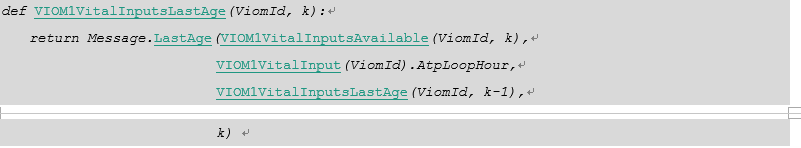 def VIOM1VitalInputsLastAge(ViomId, k):
return Message.LastAge(VIOM1VitalInputsAvailable(ViomId, k),
VIOM1VitalInput(ViomId).AtpLoopHour,
VIOM1VitalInputsLastAge(ViomId, k-1),
k)